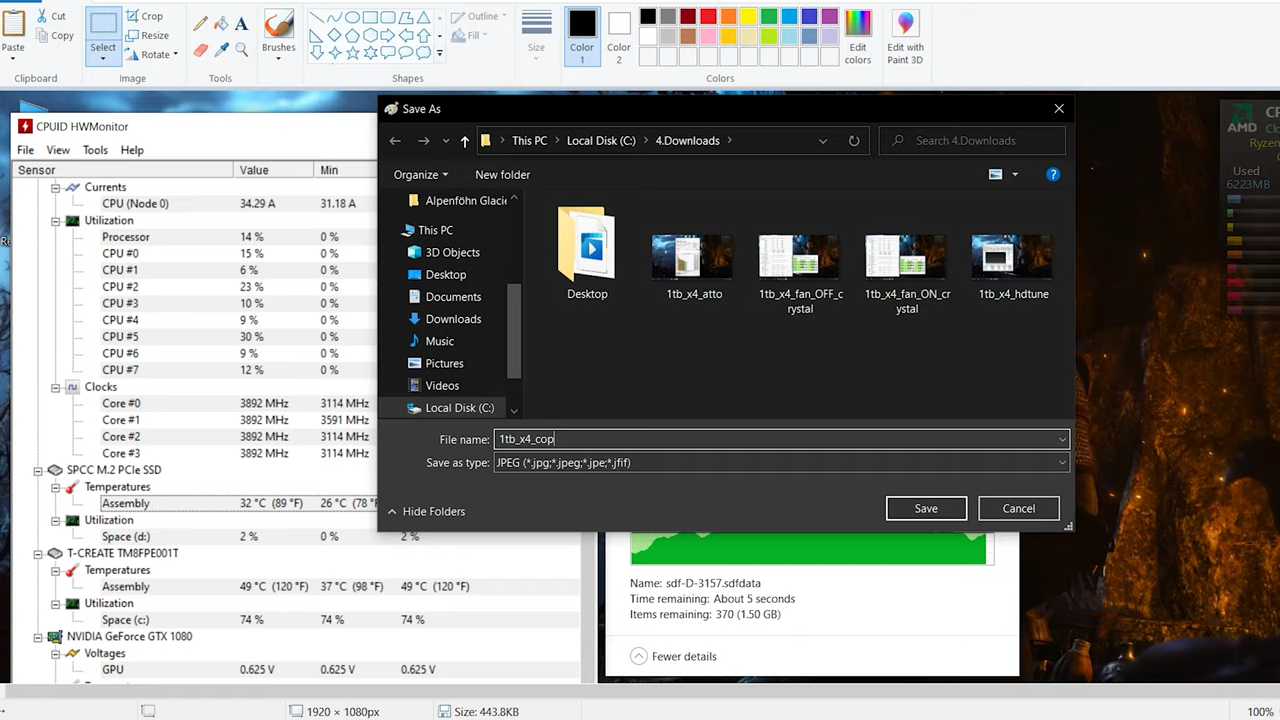 Cut
Crop
Outline
Paste
Copy
Resize
Fill
Select
Rotate
Brushes
Size
Color
1
Color
2
Edit
colors
Edit with
Paint 3D
Clipboard
Image
Tools
Shapes
Colors
CPUID HWMonitor
File View Tools Help
Sensor Value Min
Currents
CPU (Node 0) 34.29 A 31.18 A
Utilization
Processor 14 % 0 %
CPU #0 15 % 0 %
CPU #1 6 % 0 %
CPU #2 23 % 0 %
CPU #3 10 % 0 %
CPU #4 9 % 0 %
CPU #5 30 % 0 %
CPU #6 9 % 0 %
CPU #7 12 % 0 %
Clocks
Core #0 3892 MHz 3114 MHz
Core #1 3892 MHz 3591 MHz
Core #2 3892 MHz 3114 MHz
Core #3 3892 MHz 3114 MHz
SPCC M.2 PCIe SSD
Temperatures
Assembly 32 °C (89 °F) 26 °C (78 °F
Utilization
Space (d:) 2 % 0 % 2 %
T-CREATE TM8FPE001T
Temperatures
Assembly 49 °C (120 °F) 37 °C (98 °F) 49 °C (120 °F)
Utilization
Space (c:) 74 % 74 % 74 %
NVIDIA GeForce GTX 1080
Voltages
GPU 0.625 V 0.625 V 0.625 V
Save As
This PC > Local Disk (C:) > 4.Downloads >
Search 4.Downloads
Organize
New folder
Alpenföhn Glacie
This PC
3D Objects
Desktop
Documents
Downloads
Music
Pictures
Videos
Local Disk (C:)
Desktop
1tb_x4_atto
1tb_x4_fan_OFF_c
rystal
1tb_x4_fan_ON_cr
ystal
1tb_x4_hdtune
File name: 1tb_x4_cop
Save as type: JPEG (*.jpg;*.jpeg;*.jpe;*.jfif)
Hide Folders
Save
Cancel
Name: sdf-D-3157.sdfdata
Time remaining: About 5 seconds
Items remaining: 370 (1.50 GB)
Fewer details
AMD
Ryzen
Used
6223MB
1920 × 1080px
Size: 443.8KB
100%